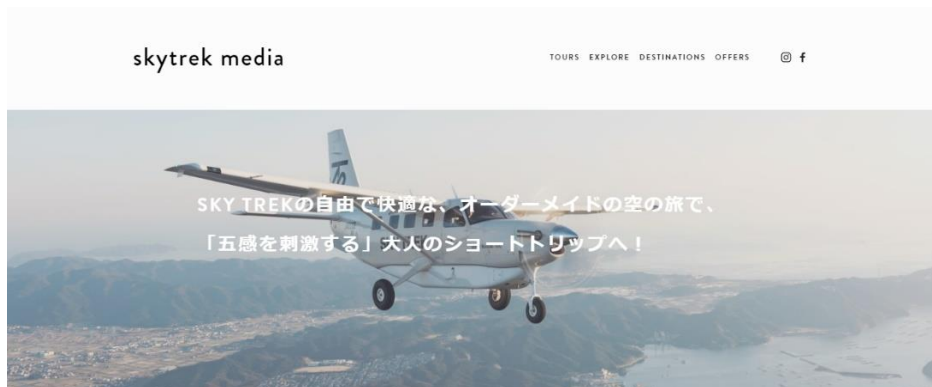 skytrek media
TOURS EXPLORE DESTINATIONS OFFERS
SKY TREKの自由で快適な、オーダーメイドの空の旅で、
「五感を刺激する」大人のショートトリップへ！